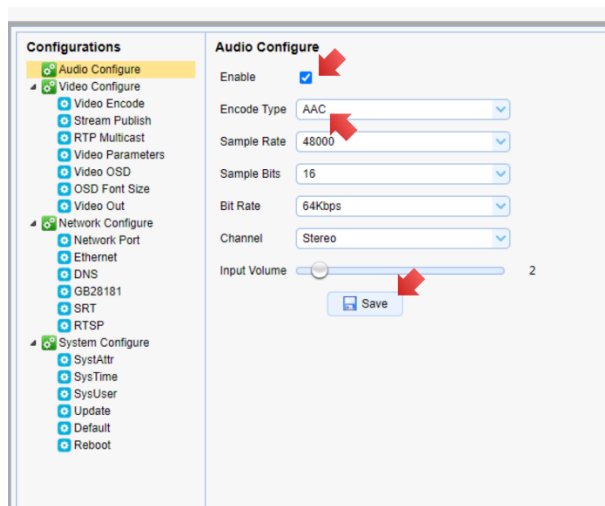 Configurations
Audio Configure
Video Configure
Video Encode
Stream Publish
RTP Multicast
Video Parameters
Video OSD
OSD Font Size
Video Out
Network Configure
Network Port
Ethernet
DNS
GB28181
SRT
RTSP
System Configure
SystAttr
SysTime
SysUser
Update
Default
Reboot
Audio Configure
Enable
Encode Type AAC
Sample Rate 48000
Sample Bits 16
Bit Rate 64Kbps
Channel Stereo
Input Volume 2
Save